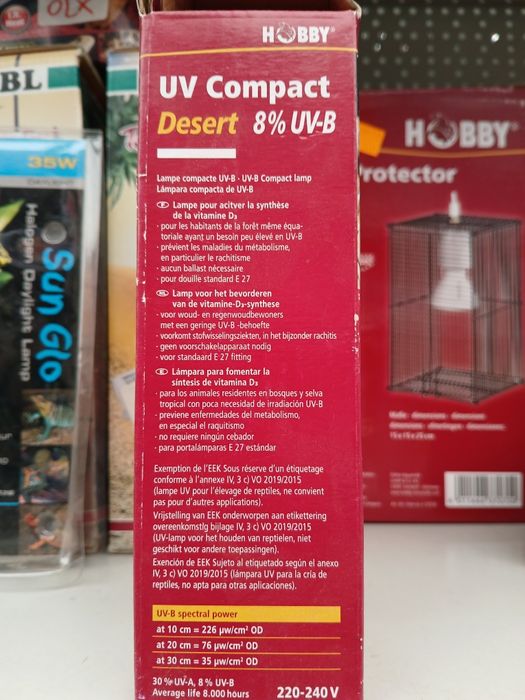 HOBBY®
UV Compact
Desert 8% UV-B
Lampe compacte UV-B · UV-B Compact lamp
Lámpara compacta de UV-B
Lampe pour acitver la synthèse
de la vitamine D₃
· pour les habitants de la forêt même équa-
toriale ayant un besoin peu élevé en UV-B
· prévient les maladies du métabolisme,
en particulier le rachitisme
· aucun ballast nécessaire
· pour douille standard E 27
NL Lamp voor het bevorderen
van de vitamine-D₃-synthese
· voor woud- en regenwoudbewoners
met een geringe UV-B -behoefte
· voorkomt stofwisselingsziekten, in het bijzonder rachitis
· geen voorschakelapparaat nodig
· voor standaard E 27 fitting
E Lámpara para fomentar la
síntesis de vitamina D₃
· para los animales residentes en bosques y selva
tropical con poca necesidad de irradiación UV-B
· previene enfermedades del metabolismo,
en especial el raquitismo
· no requiere ningún cebador
· para portalámparas E 27 estándar
Exemption de l'EEK Sous réserve d'un étiquetage
conforme à l'annexe IV, 3 c) VO 2019/2015
(lampe UV pour l'élevage de reptiles, ne convient
pas pour d'autres applications).
Vrijstelling van EEK onderworpen aan etikettering
overeenkomstig bijlage IV, 3 c) VO 2019/2015
(UV-lamp voor het houden van reptielen, niet
geschikt voor andere toepassingen).
Exención de EEK Sujeto al etiquetado según el anexo
IV, 3 c) VO 2019/2015 (lámpara UV para la cria de
reptiles, no apta para otras aplicaciones).
UV-B spectral power
at 10 cm = 226 µw/cm² OD
at 20 cm = 76 µw/cm² OD
at 30 cm = 35 µw/cm² OD
30 % UV-A, 8 % UV-B
Average life 8.000 hours
220-240 V
BL
35W
Sun Glo
Halogen Daylight Lamp
HOBBY®
Protector